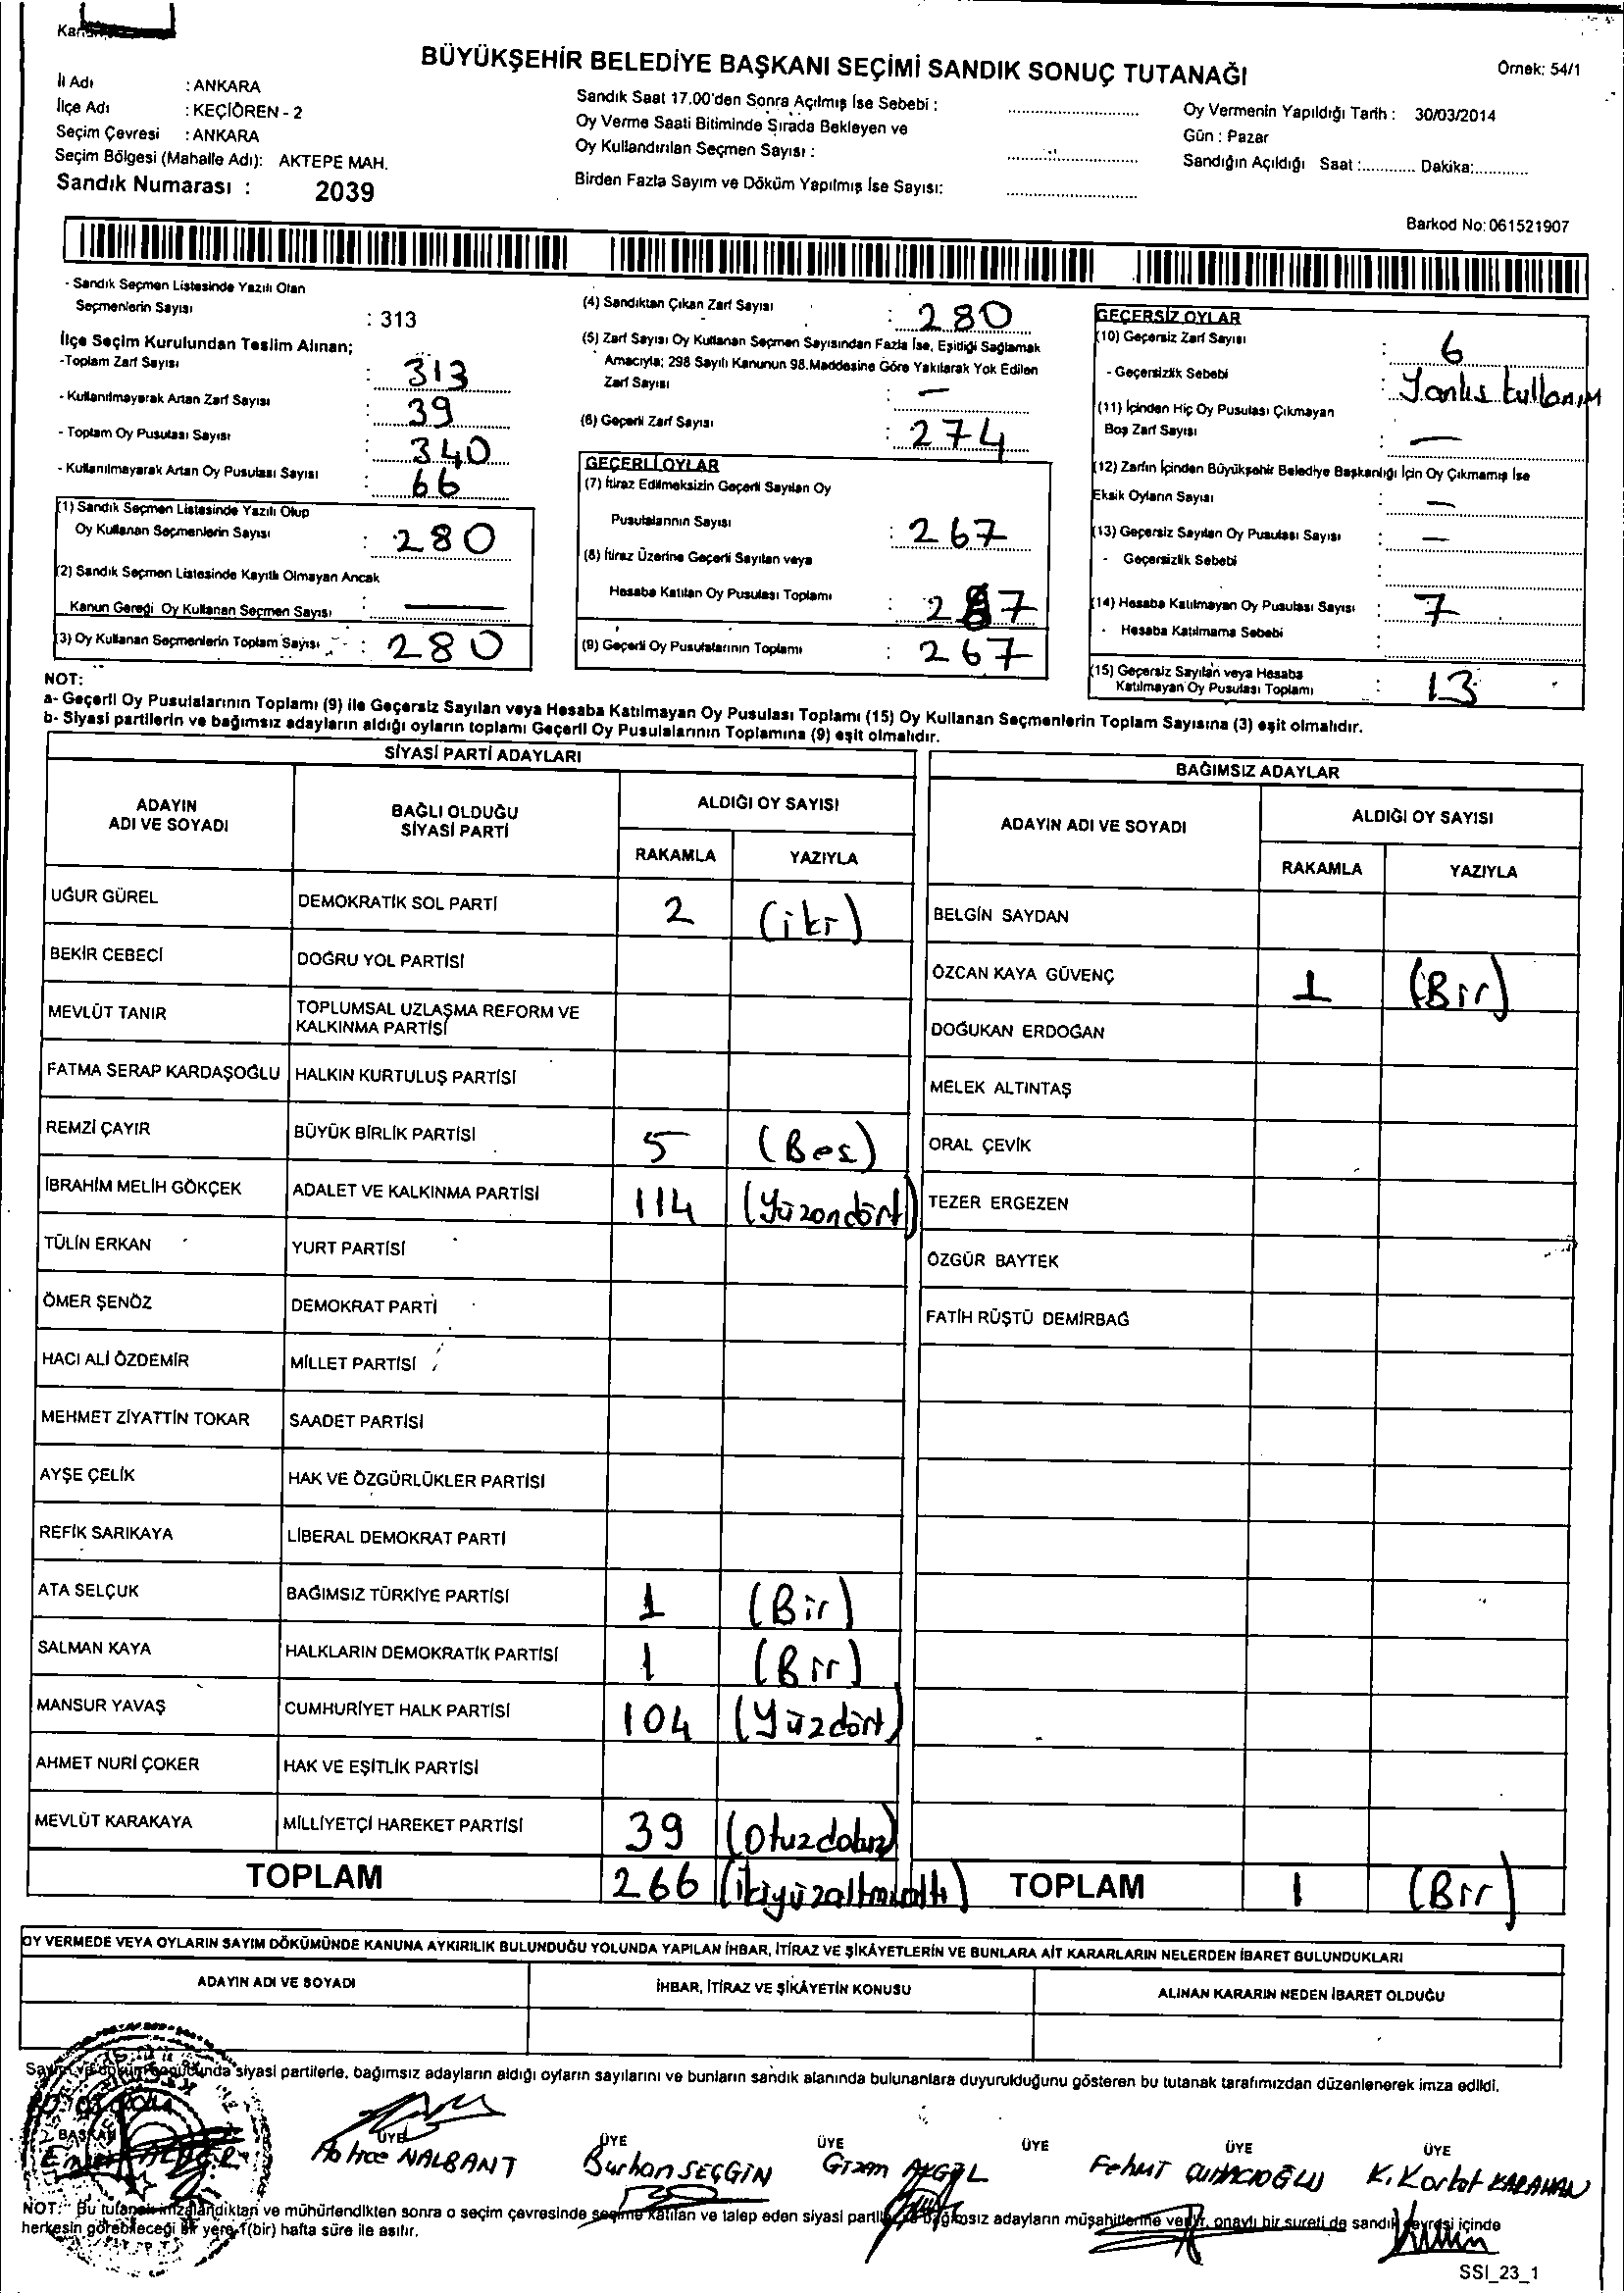 BÜYÜKŞEHİR BELEDİYE BAŞKANI SEÇİMİ SANDIK SONUÇ TUTANAĞI
Örnek: 54/1
İl Adı : ANKARA
İlçe Adı : KEÇİÖREN - 2
Seçim Çevresi : ANKARA
Seçim Bölgesi (Mahalle Adı): AKTEPE MAH.
Sandık Numarası : 2039
Sandık Saat 17.00'den Sonra Açılmış İse Sebebi :
Oy Verme Saati Bitiminde Sırada Bekleyen ve
Oy Kullandırılan Seçmen Sayısı :
Birden Fazla Sayım ve Döküm Yapılmış İse Sayısı:
Oy Vermenin Yapıldığı Tarih : 30/03/2014
Gün : Pazar
Sandığın Açıldığı Saat :............. Dakika:............
Barkod No: 061521907
- Sandık Seçmen Listesinde Yazılı Olan
Seçmenlerin Sayısı : 313
İlçe Seçim Kurulundan Teslim Alınan;
-Toplam Zarf Sayısı : 313
- Kullanılmayarak Artan Zarf Sayısı : 39
- Toplam Oy Pusulası Sayısı : 340
- Kullanılmayarak Artan Oy Pusulası Sayısı : 66
(1) Sandık Seçmen Listesinde Yazılı Olup
Oy Kullanan Seçmenlerin Sayısı : 280
(2) Sandık Seçmen Listesinde Kayıtlı Olmayan Ancak
Kanun Gereği Oy Kullanan Seçmen Sayısı : —
(3) Oy Kullanan Seçmenlerin Toplam Sayısı : 280
(4) Sandıktan Çıkan Zarf Sayısı : 280
(5) Zarf Sayısı Oy Kullanan Seçmen Sayısından Fazla İse, Eşitliği Sağlamak
Amacıyla; 298 Sayılı Kanunun 98.Maddesine Göre Yakılarak Yok Edilen
Zarf Sayısı : —
(6) Geçerli Zarf Sayısı : 274
GEÇERLİ OYLAR
(7) İtiraz Edilmeksizin Geçerli Sayılan Oy
Pusulalarının Sayısı : 267
(8) İtiraz Üzerine Geçerli Sayılan veya
Hesaba Katılan Oy Pusulası Toplamı :
(9) Geçerli Oy Pusulalarının Toplamı : 267
GEÇERSİZ OYLAR
(10) Geçersiz Zarf Sayısı : 6
- Geçersizlik Sebebi : Yanlış kullanım
(11) İçinden Hiç Oy Pusulası Çıkmayan
Boş Zarf Sayısı : —
(12) Zarfın İçinden Büyükşehir Belediye Başkanlığı İçin Oy Çıkmamış İse
Eksik Oyların Sayısı : —
(13) Geçersiz Sayılan Oy Pusulası Sayısı : —
- Geçersizlik Sebebi :
(14) Hesaba Katılmayan Oy Pusulası Sayısı : 7
- Hesaba Katılmama Sebebi :
(15) Geçersiz Sayılan veya Hesaba
Katılmayan Oy Pusulası Toplamı : 13
NOT:
a- Geçerli Oy Pusulalarının Toplamı (9) ile Geçersiz Sayılan veya Hesaba Katılmayan Oy Pusulası Toplamı (15) Oy Kullanan Seçmenlerin Toplam Sayısına (3) eşit olmalıdır.
b- Siyasi partilerin ve bağımsız adayların aldığı oyların toplamı Geçerli Oy Pusulalarının Toplamına (9) eşit olmalıdır.
SİYASİ PARTİ ADAYLARI
ADAYIN ADI VE SOYADI
BAĞLI OLDUĞU SİYASİ PARTİ
ALDIĞI OY SAYISI
RAKAMLA YAZIYLA
UĞUR GÜREL DEMOKRATİK SOL PARTİ 2 (iki)
BEKİR CEBECİ DOĞRU YOL PARTİSİ
MEVLÜT TANIR TOPLUMSAL UZLAŞMA REFORM VE KALKINMA PARTİSİ
FATMA SERAP KARDAŞOĞLU HALKIN KURTULUŞ PARTİSİ
REMZİ ÇAYIR BÜYÜK BİRLİK PARTİSİ 5 (Beş)
İBRAHİM MELİH GÖKÇEK ADALET VE KALKINMA PARTİSİ 114 (Yüzondört)
TÜLİN ERKAN YURT PARTİSİ
ÖMER ŞENÖZ DEMOKRAT PARTİ
HACI ALİ ÖZDEMİR MİLLET PARTİSİ
MEHMET ZİYATTİN TOKAR SAADET PARTİSİ
AYŞE ÇELİK HAK VE ÖZGÜRLÜKLER PARTİSİ
REFİK SARIKAYA LİBERAL DEMOKRAT PARTİ
ATA SELÇUK BAĞIMSIZ TÜRKİYE PARTİSİ 1 (Bir)
SALMAN KAYA HALKLARIN DEMOKRATİK PARTİSİ 1 (Bir)
MANSUR YAVAŞ CUMHURİYET HALK PARTİSİ 104 (Yüzdört)
AHMET NURİ ÇOKER HAK VE EŞİTLİK PARTİSİ
MEVLÜT KARAKAYA MİLLİYETÇİ HAREKET PARTİSİ 39 (Otuzdokuz)
TOPLAM 266 (ikiyüzaltmışaltı)
BAĞIMSIZ ADAYLAR
ADAYIN ADI VE SOYADI
ALDIĞI OY SAYISI
RAKAMLA YAZIYLA
BELGİN SAYDAN
ÖZCAN KAYA GÜVENÇ 1 (Bir)
DOĞUKAN ERDOĞAN
MELEK ALTINTAŞ
ORAL ÇEVİK
TEZER ERGEZEN
ÖZGÜR BAYTEK
FATİH RÜŞTÜ DEMİRBAĞ
TOPLAM 1 (Bir)
OY VERMEDE VEYA OYLARIN SAYIM DÖKÜMÜNDE KANUNA AYKIRILIK BULUNDUĞU YOLUNDA YAPILAN İHBAR, İTİRAZ VE ŞİKÂYETLERİN VE BUNLARA AİT KARARLARIN NELERDEN İBARET BULUNDUKLARI
ADAYIN ADI VE SOYADI İHBAR, İTİRAZ VE ŞİKÂYETİN KONUSU ALINAN KARARIN NEDEN İBARET OLDUĞU
siyasi partilerle, bağımsız adayların aldığı oyların sayılarını ve bunların sandık alanında bulunanlara duyurulduğunu gösteren bu tutanak tarafımızdan düzenlenerek imza edildi.
BAŞKAN ÜYE ÜYE ÜYE ÜYE ÜYE ÜYE
Hatice NALBANT Burhan SEÇGİN Gizem AKGÜL Fehmi K. Korkut KARAHAN
NOT: Bu tutanak imzalandıktan ve mühürlendikten sonra o seçim çevresinde seçime katılan ve talep eden siyasi parti bağımsız adayların müşahitlerine verilir, onaylı bir sureti de sandık çevresi içinde
herkesin görebileceği bir yere 1(bir) hafta süre ile asılır.
SSI_23_1